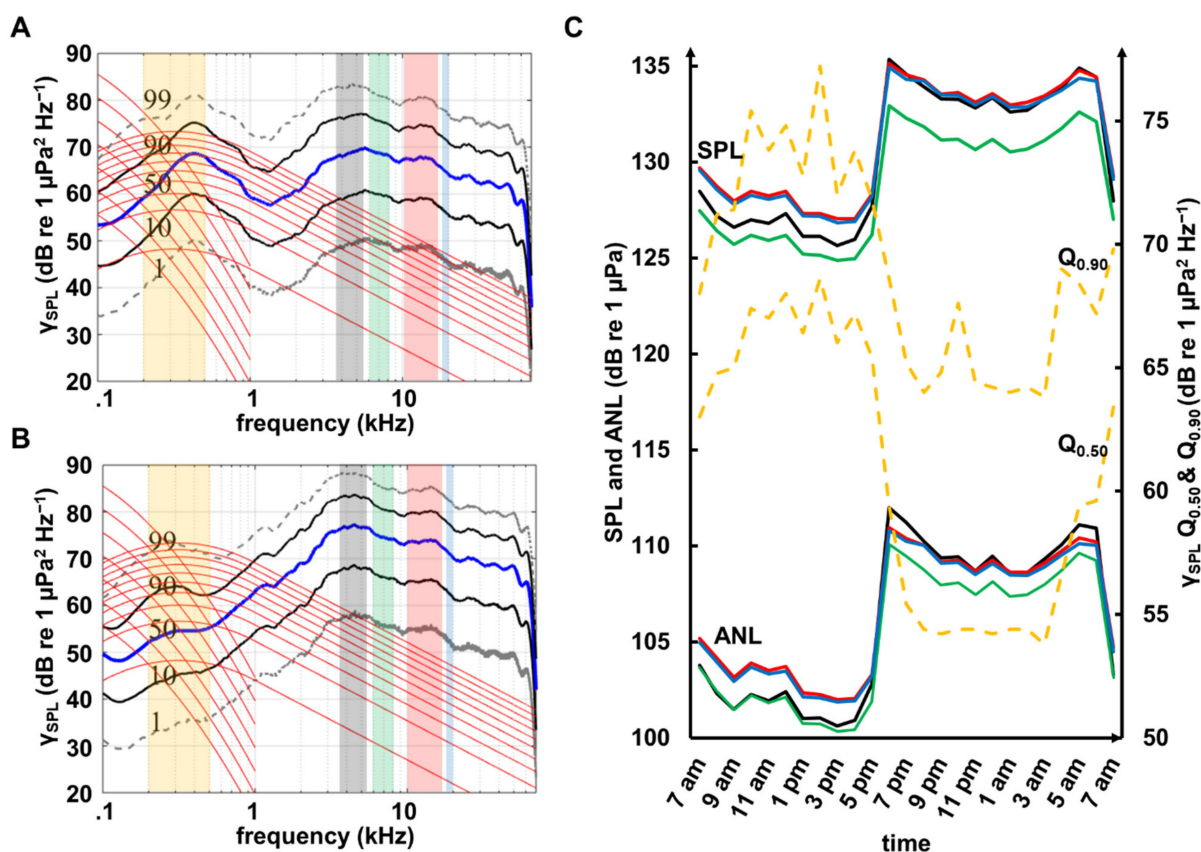 A
90
80
70
60
50
40
30
20
99
90
50
10
1
γSPL (dB re 1 µPa² Hz⁻¹)
.1
1
10
frequency (kHz)
B
90
80
70
60
50
40
30
20
99
90
50
10
1
γSPL (dB re 1 µPa² Hz⁻¹)
.1
1
10
frequency (kHz)
C
135
130
125
120
115
110
105
100
SPL and ANL (dB re 1 µPa)
SPL
ANL
Q0.90
Q0.50
75
70
65
60
59
55
50
γSPL Q0.50 & Q0.90 (dB re 1 µPa² Hz⁻¹)
7 am
9 am
11 am
1 pm
3 pm
5 pm
7 pm
9 pm
11 pm
1 am
3 am
5 am
7 am
time